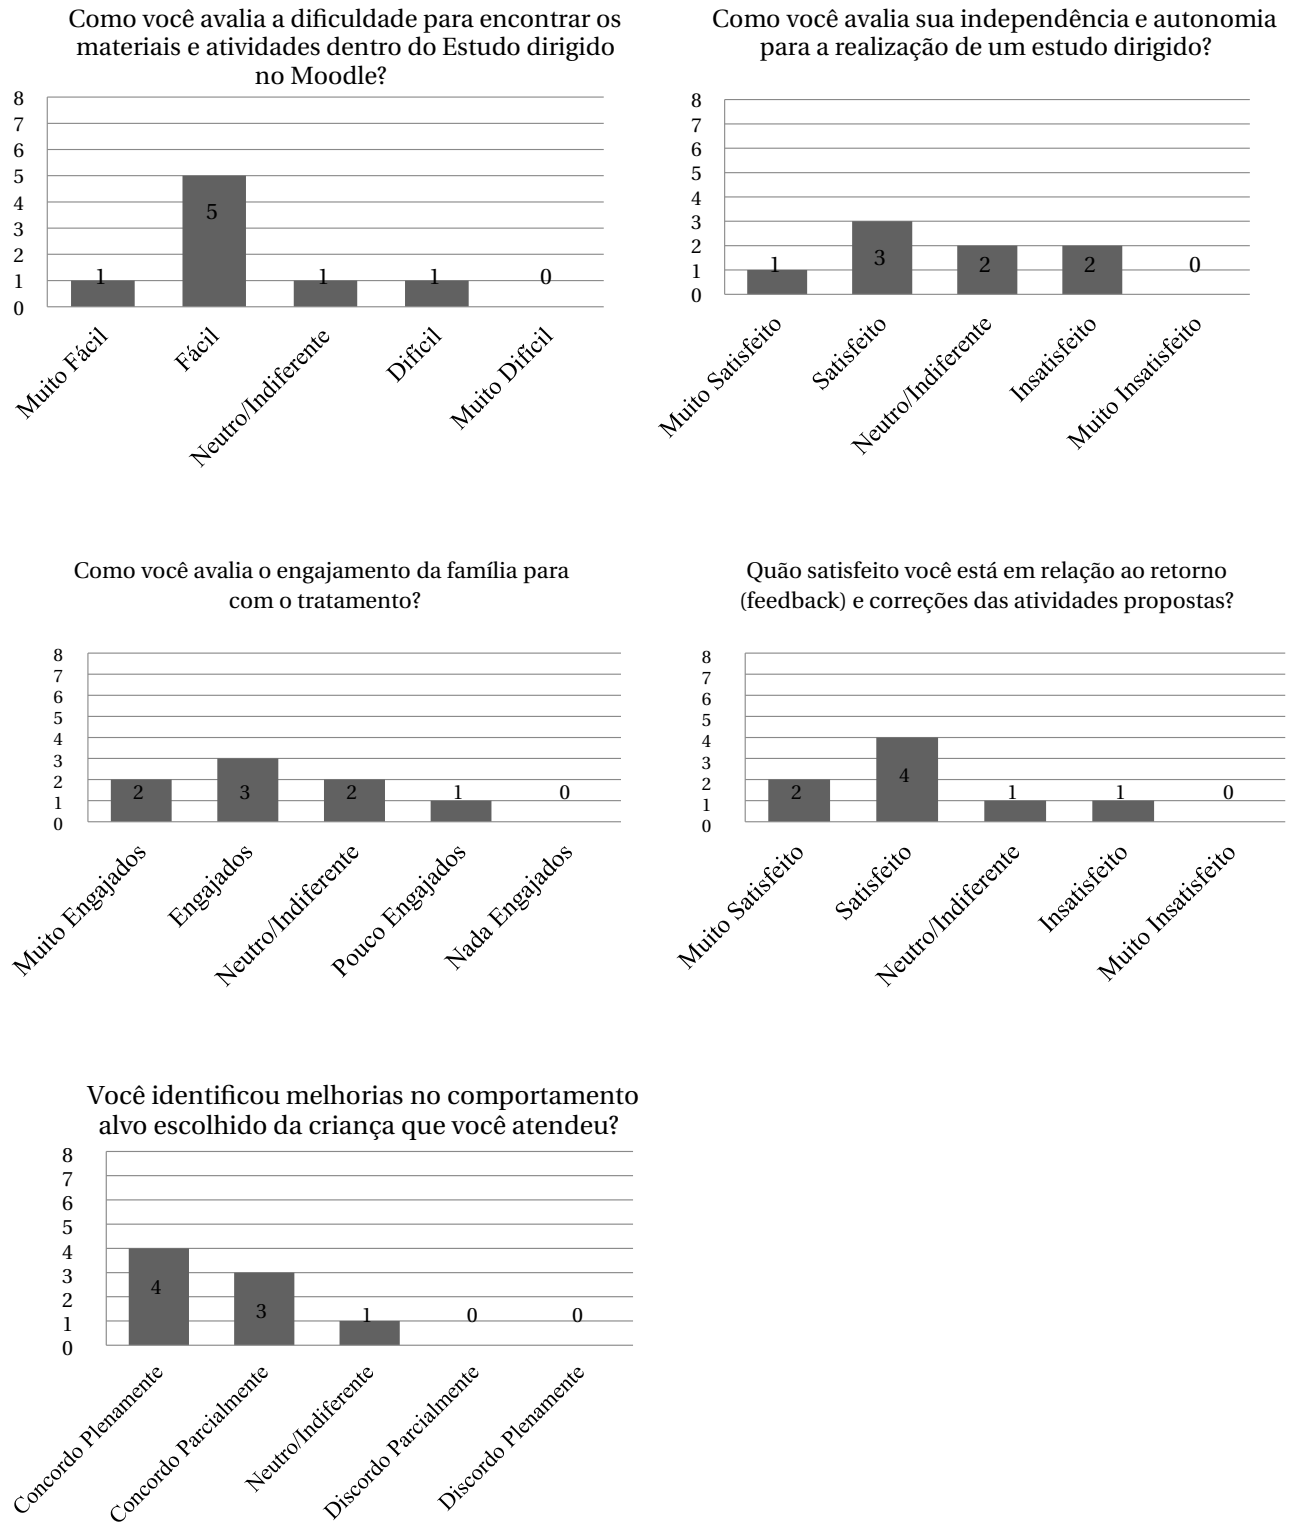 Como você avalia a dificuldade para encontrar os
materiais e atividades dentro do Estudo dirigido
no Moodle?
8
7
6
5
4
3
2
1
0
1
5
1
1
0
Muito Fácil
Fácil
Neutro/Indiferente
Difícil
Muito Difícil
Como você avalia sua independência e autonomia
para a realização de um estudo dirigido?
8
7
6
5
4
3
2
1
0
1
3
2
2
0
Muito Satisfeito
Satisfeito
Neutro/Indiferente
Insatisfeito
Muito Insatisfeito
Como você avalia o engajamento da família para
com o tratamento?
8
7
6
5
4
3
2
1
0
2
3
2
1
0
Muito Engajados
Engajados
Neutro/Indiferente
Pouco Engajados
Nada Engajados
Quão satisfeito você está em relação ao retorno
(feedback) e correções das atividades propostas?
8
7
6
5
4
3
2
1
0
2
4
1
1
0
Muito Satisfeito
Satisfeito
Neutro/Indiferente
Insatisfeito
Muito Insatisfeito
Você identificou melhorias no comportamento
alvo escolhido da criança que você atendeu?
8
7
6
5
4
3
2
1
0
4
3
1
0
0
Concordo Plenamente
Concordo Parcialmente
Neutro/Indiferente
Discordo Parcialmente
Discordo Plenamente